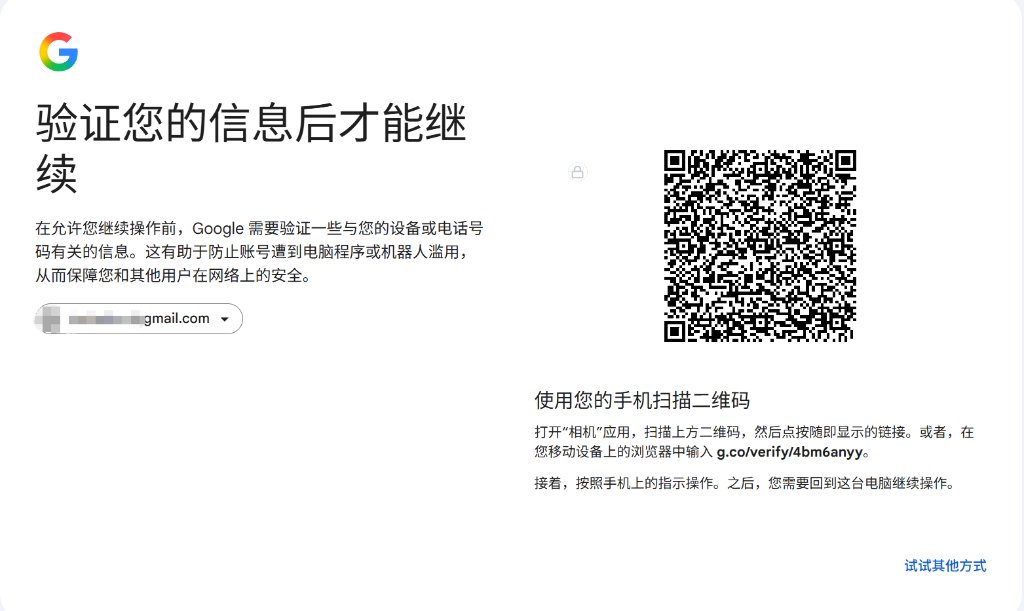 验证您的信息后才能继
续
在允许您继续操作前，Google 需要验证一些与您的设备或电话号
码有关的信息。这有助于防止账号遭到电脑程序或机器人滥用，
从而保障您和其他用户在网络上的安全。
gmail.com
使用您的手机扫描二维码
打开“相机”应用，扫描上方二维码，然后点按随即显示的链接。或者，在
您移动设备上的浏览器中输入 g.co/verify/4bm6anyy。
接着，按照手机上的指示操作。之后，您需要回到这台电脑继续操作。
试试其他方式